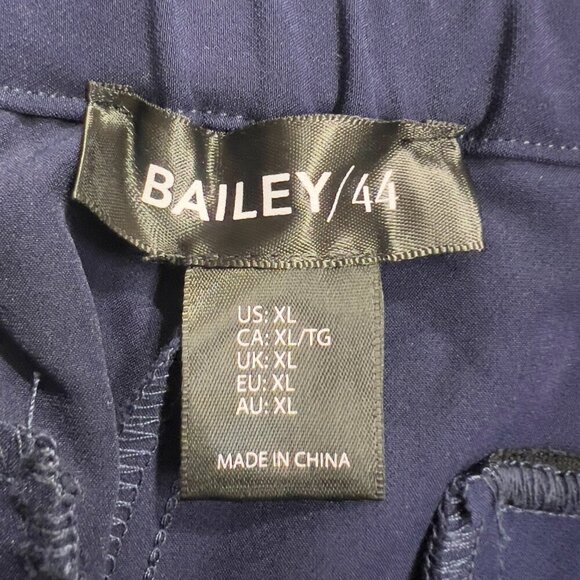 BAILEY/44
US: XL
CA: XL/TG
UK: XL
EU: XL
AU: XL
MADE IN CHINA